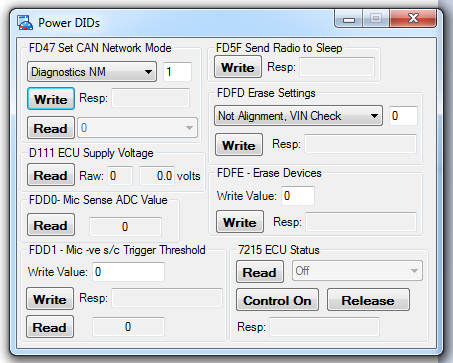 Power DIDs
FD47 Set CAN Network Mode
Diagnostics NM 1
Write Resp:
Read 0
D111 ECU Supply Voltage
Read Raw: 0 0.0 volts
FDD0- Mic Sense ADC Value
Read 0
FDD1 - Mic -ve s/c Trigger Threshold
Write Value: 0
Write Resp:
Read 0
FD5F Send Radio to Sleep
Write Resp:
FDFD Erase Settings
Not Alignment, VIN Check 0
Write Resp:
FDFE - Erase Devices
Write Value: 0
Write Resp:
7215 ECU Status
Read Off
Control On Release
Resp: